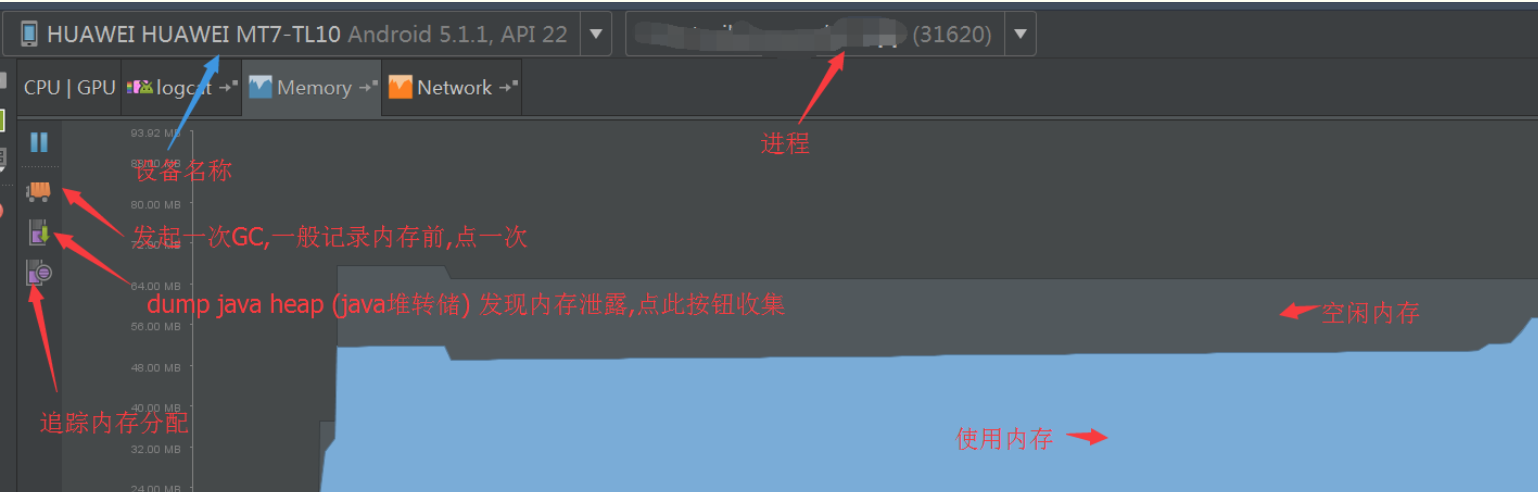 HUAWEI HUAWEI MT7-TL10 Android 5.1.1, API 22
(31620)
CPU | GPU
logcat
Memory
Network
进程
93.92 MB
88.00 MB
设备名称
80.00 MB
72.00 MB
发起一次GC,一般记录内存前,点一次
64.00 MB
dump java heap (java堆转储) 发现内存泄露,点此按钮收集
空闲内存
56.00 MB
48.00 MB
40.00 MB
追踪内存分配
使用内存
32.00 MB
24.00 MB